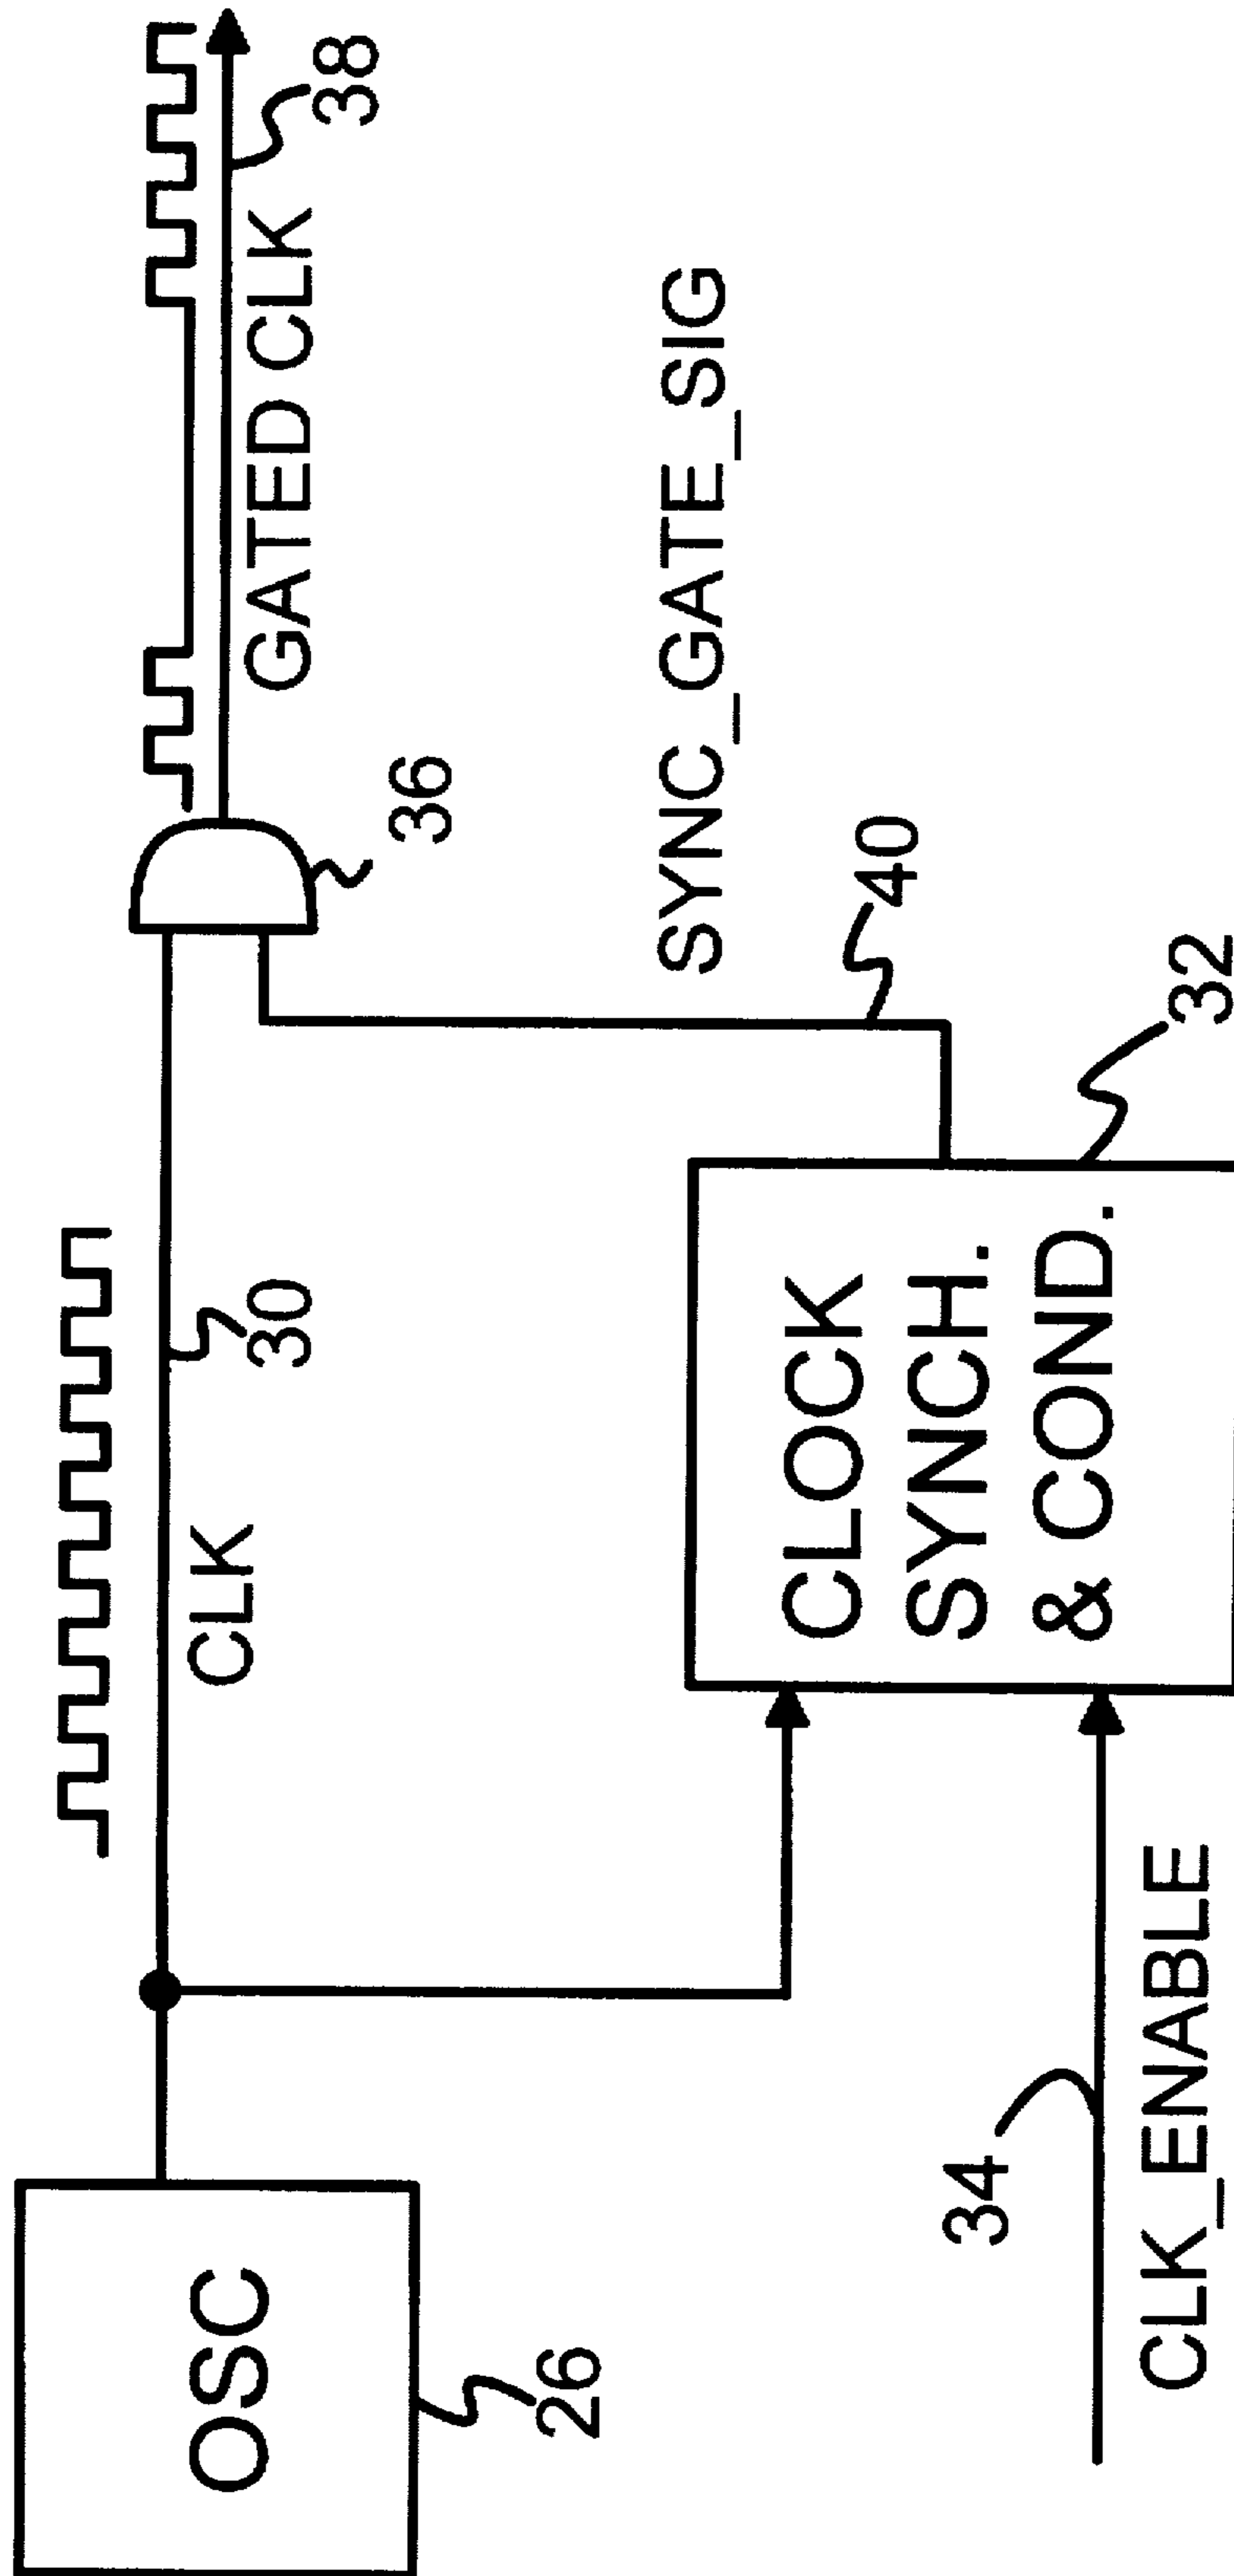 OSC
26
CLK
30
36
GATED CLK
38
SYNC_GATE_SIG
40
CLOCK
SYNCH.
& COND.
32
34
CLK_ENABLE